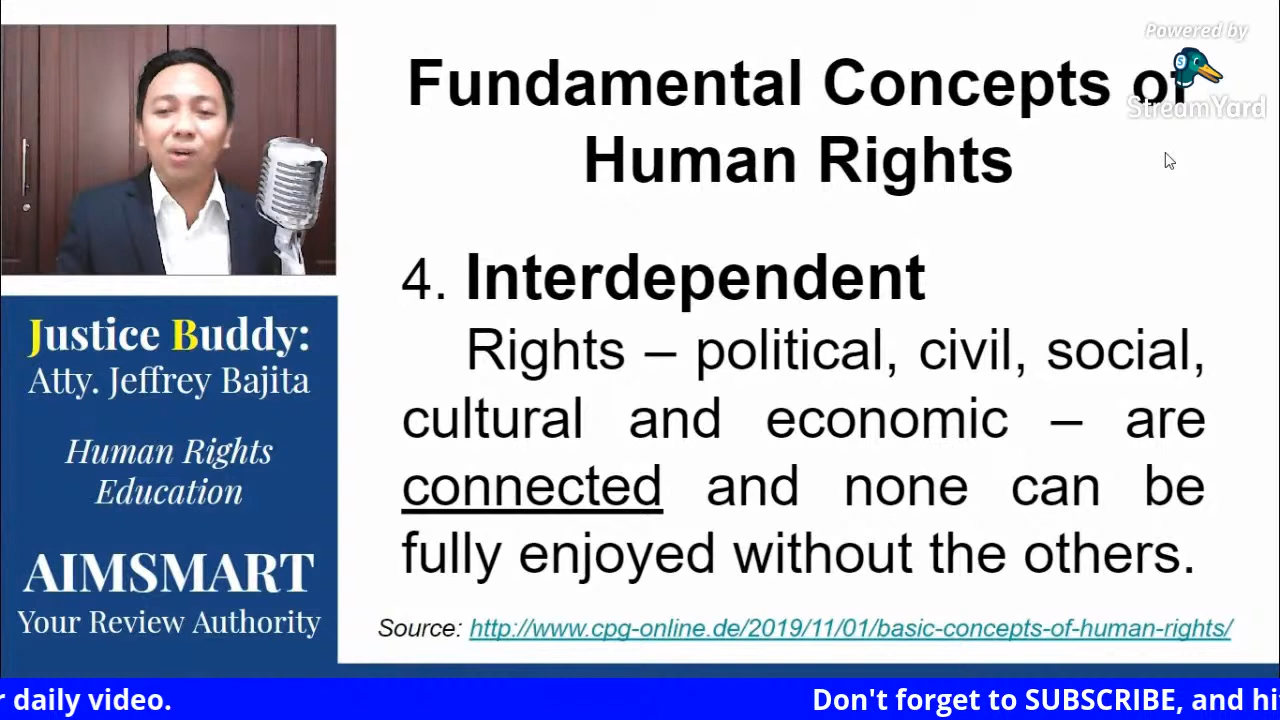 Powered by
StreamYard
Fundamental Concepts of
Human Rights
4. Interdependent
Rights – political, civil, social,
cultural and economic – are
connected and none can be
fully enjoyed without the others.
Source: http://www.cpg-online.de/2019/11/01/basic-concepts-of-human-rights/
Justice Buddy:
Atty. Jeffrey Bajita
Human Rights
Education
AIMSMART
Your Review Authority
r daily video. Don't forget to SUBSCRIBE, and hi